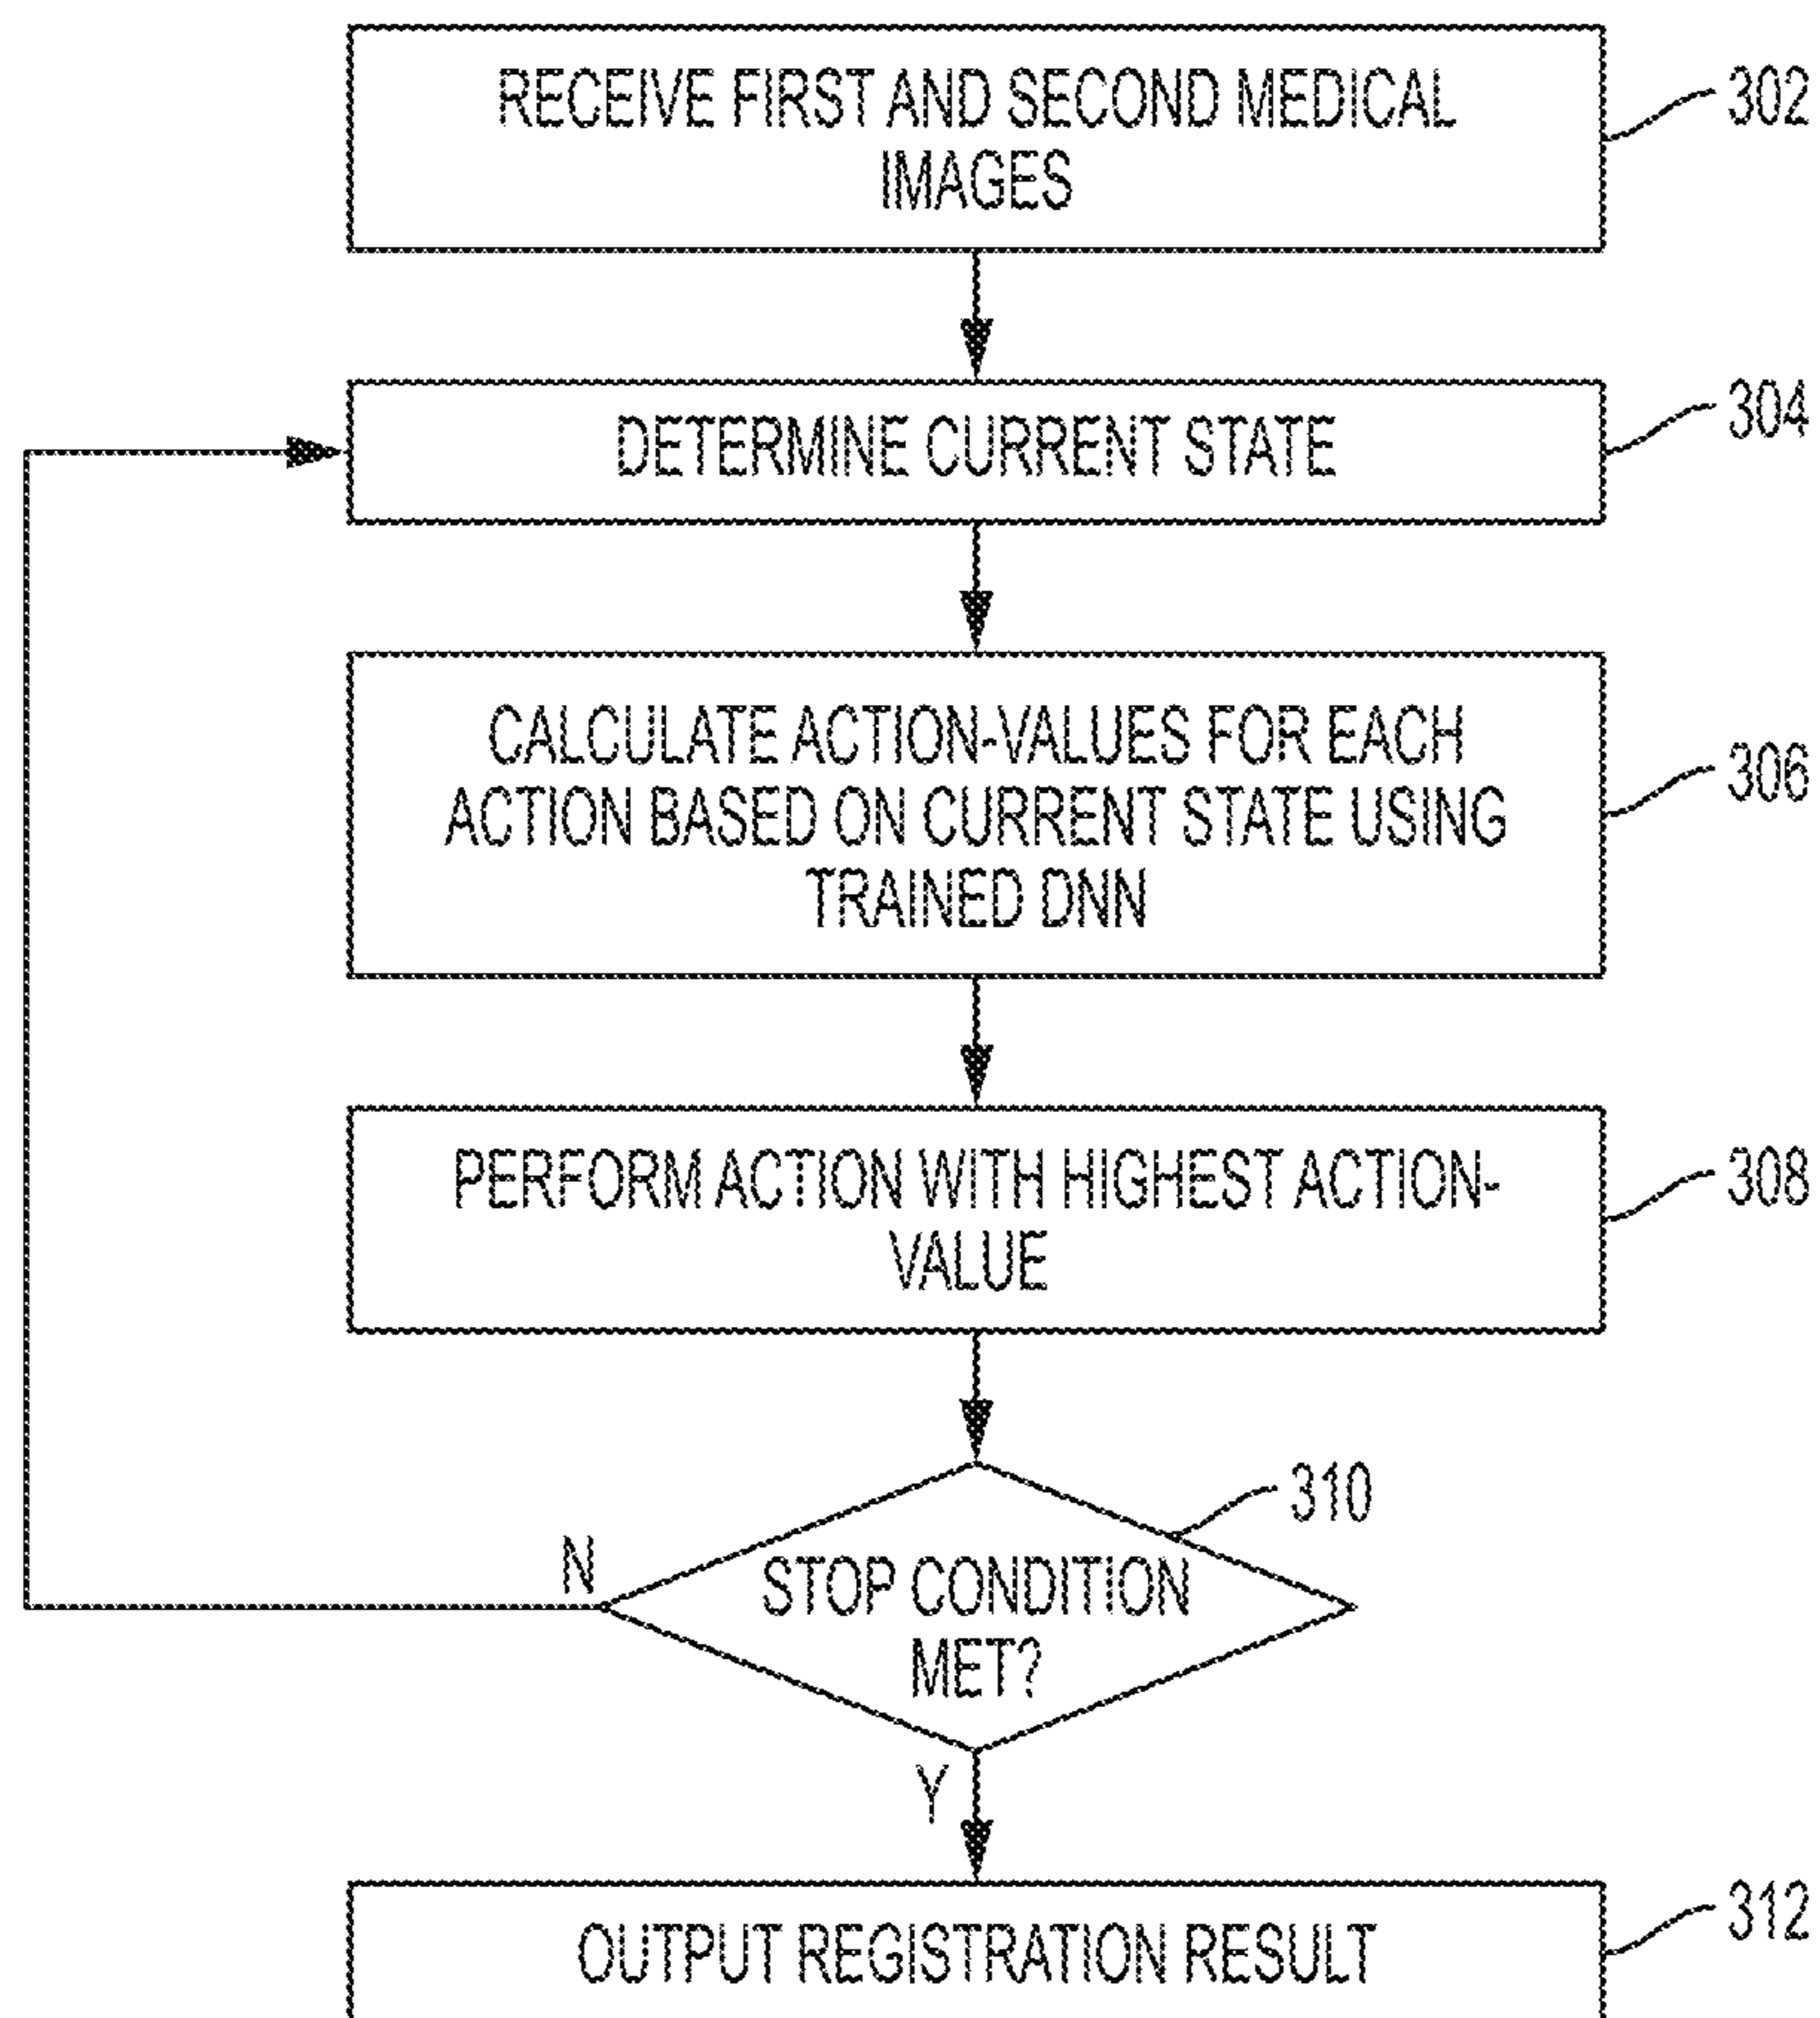 RECEIVE FIRST AND SECOND MEDICAL
IMAGES
302
DETERMINE CURRENT STATE
304
CALCULATE ACTION-VALUES FOR EACH
ACTION BASED ON CURRENT STATE USING
TRAINED DNN
306
PERFORM ACTION WITH HIGHEST ACTION-
VALUE
308
310
N
STOP CONDITION
MET?
Y
OUTPUT REGISTRATION RESULT
312